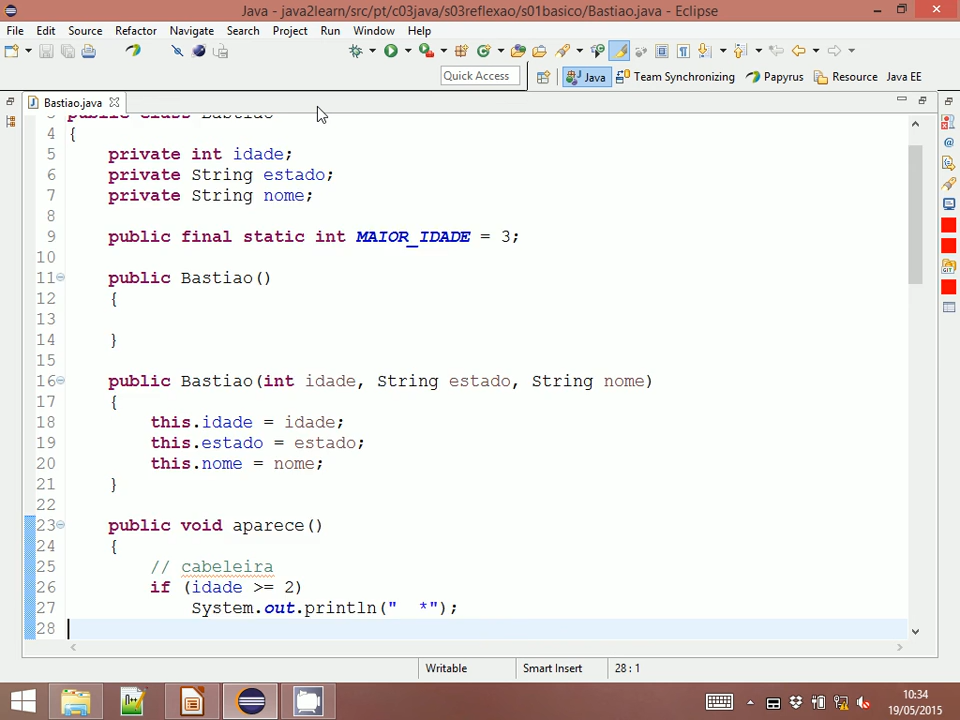 Java - java2learn/src/pt/c03java/s03reflexao/s01basico/Bastiao.java - Eclipse
File Edit Source Refactor Navigate Search Project Run Window Help
Quick Access Java Team Synchronizing Papyrus Resource Java EE
Bastiao.java
3 public class Bastiao
4 {
5 private int idade;
6 private String estado;
7 private String nome;
8
9 public final static int MAIOR_IDADE = 3;
10
11 public Bastiao()
12 {
13
14 }
15
16 public Bastiao(int idade, String estado, String nome)
17 {
18 this.idade = idade;
19 this.estado = estado;
20 this.nome = nome;
21 }
22
23 public void aparece()
24 {
25 // cabeleira
26 if (idade >= 2)
27 System.out.println("  *");
28
Writable Smart Insert 28 : 1
10:34
19/05/2015